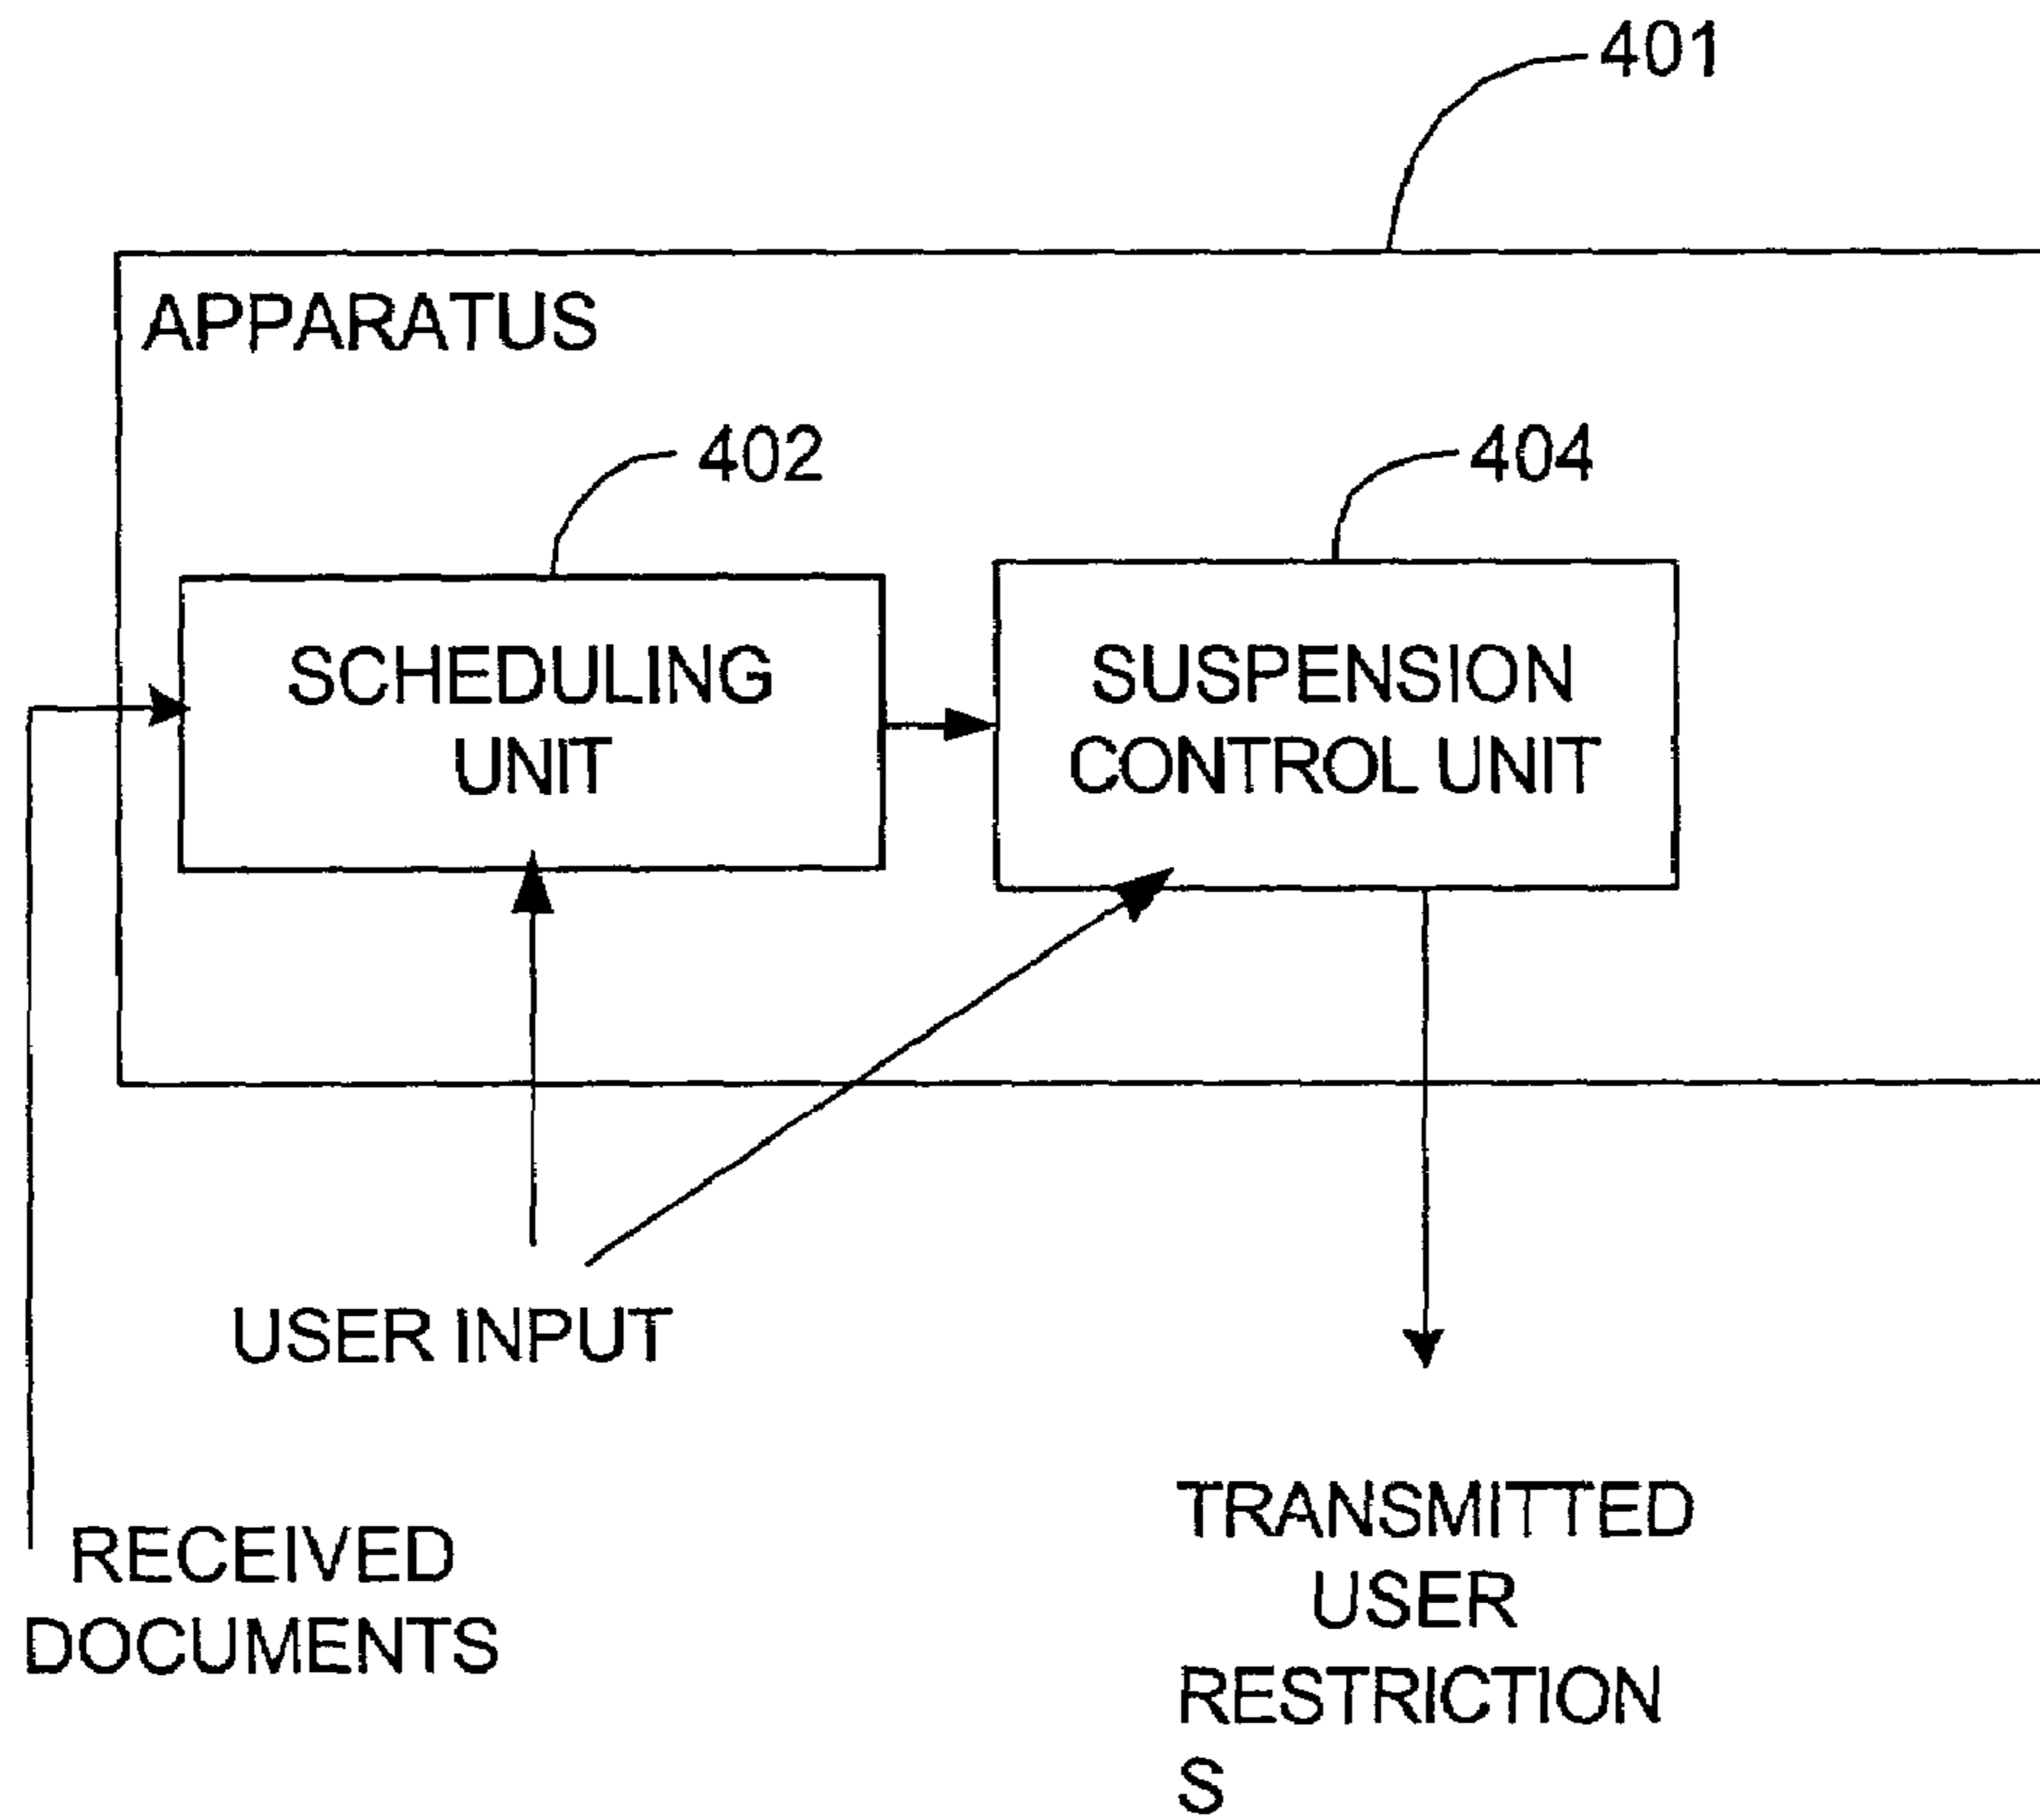 401
APPARATUS
402
404
SCHEDULING
UNIT
SUSPENSION
CONTROL UNIT
USER INPUT
RECEIVED
DOCUMENTS
TRANSMITTED
USER
RESTRICTION
S